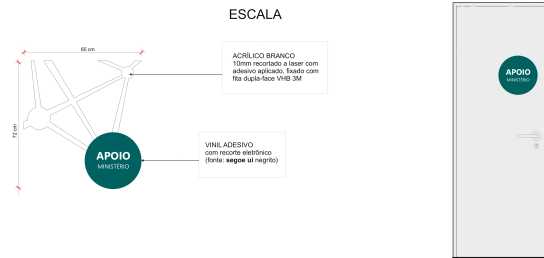 ESCALA
65 cm
ACRÍLICO BRANCO
10mm recortado a laser com
adesivo aplicado, fixado com
fita dupla-face VHB 3M
72 cm
VINIL ADESIVO
com recorte eletrônico
(fonte: segoe ui negrito)
APOIO
MINISTÉRIO
APOIO
MINISTÉRIO